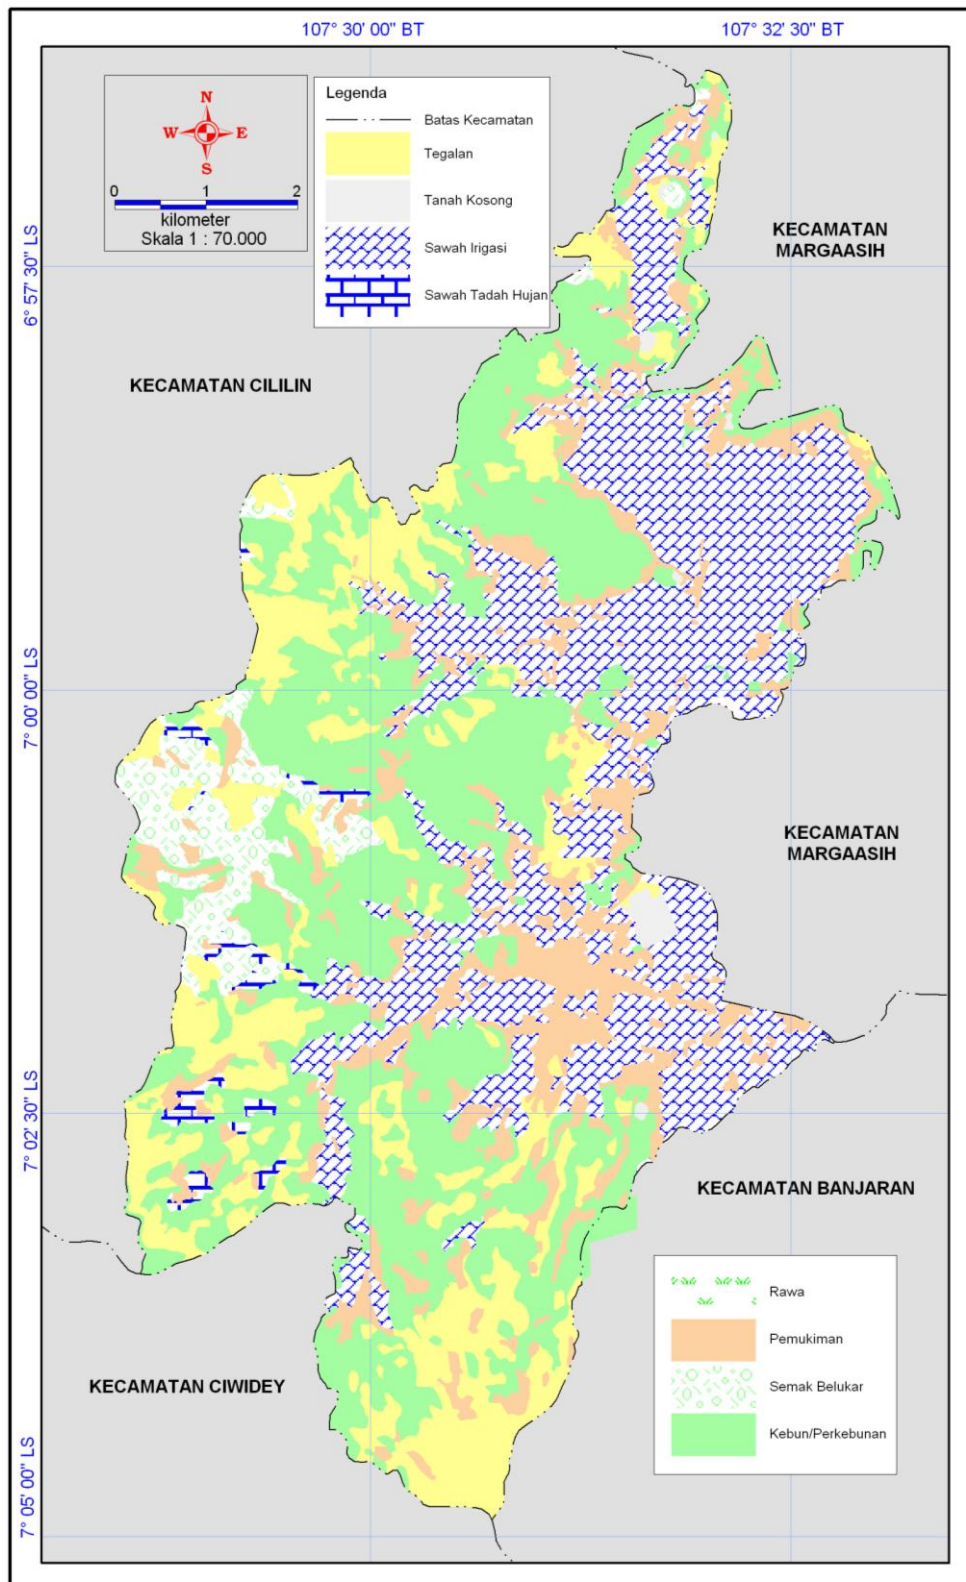 107° 30' 00" BT
107° 32' 30" BT
N
W
E
S
0
1
2
kilometer
Skala 1 : 70.000
Legenda
Batas Kecamatan
Tegalan
Tanah Kosong
Sawah Irigasi
Sawah Tadah Hujan
KECAMATAN
MARGAASIH
6° 57' 30" LS
KECAMATAN CILILIN
7° 00' 00" LS
KECAMATAN
MARGAASIH
7° 02' 30" LS
KECAMATAN BANJARAN
Rawa
Pemukiman
Semak Belukar
Kebun/Perkebunan
KECAMATAN CIWIDEY
7° 05' 00" LS